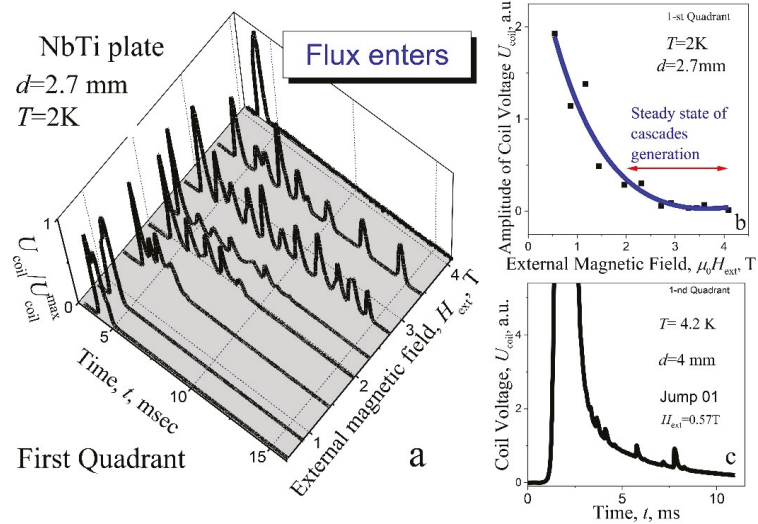 a
NbTi plate
d=2.7 mm
T=2K
Flux enters
1
0
U_coil/U_coil^max
5
10
15
Time, t, msec
1
2
3
4
External magnetic field, H_ext, T
First Quadrant
a
Amplitude of Coil Voltage U_coil, a.u
2
1
0
1-st Quadrant
T=2K
d=2.7mm
Steady state of
cascades
generation
b
0
1
2
3
4
External Magnetic Field, μ₀H_ext, T
Coil Voltage, U_coil, a.u.
4
2
0
1-nd Quadrant
T= 4.2 K
d=4 mm
Jump 01
H_ext=0.57T
c
0
5
10
Time, t, ms